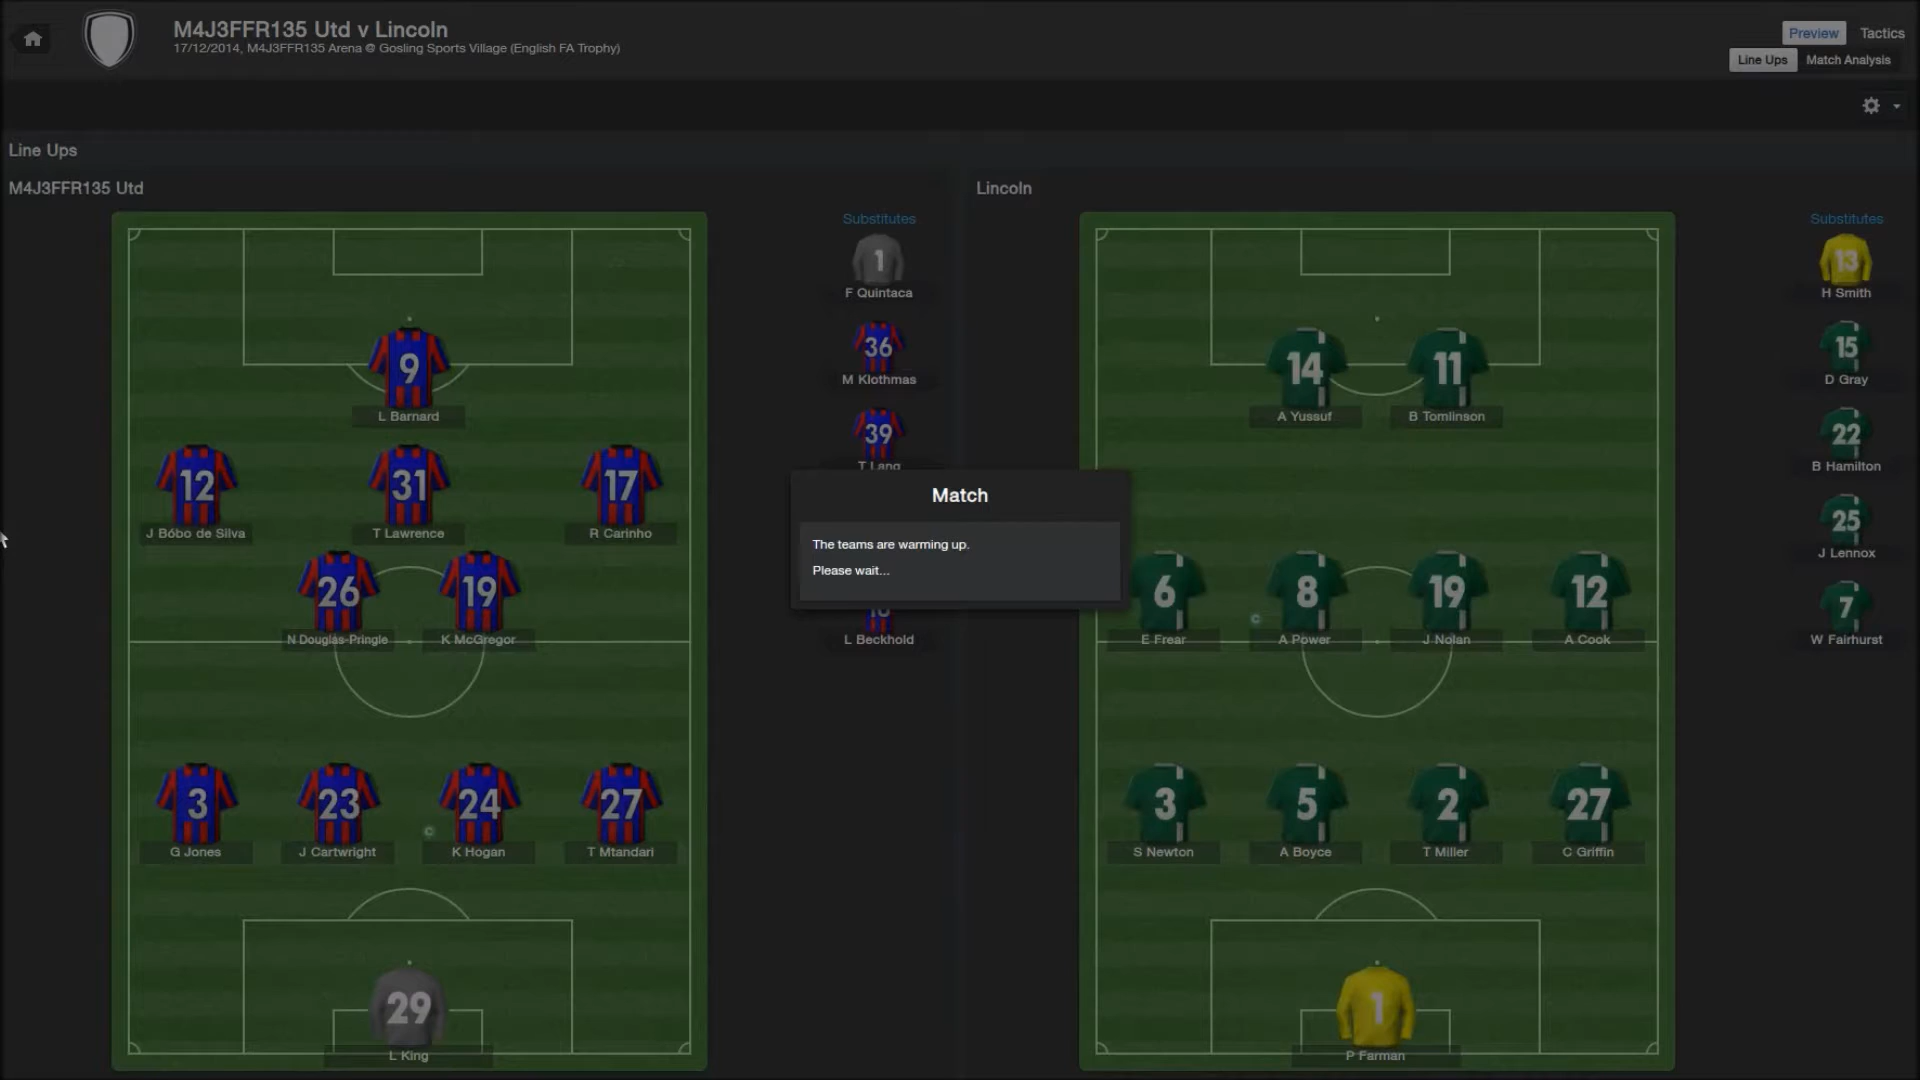 M4J3FFR135 Utd v Lincoln
17/12/2014, M4J3FFR135 Arena @ Gosling Sports Village (English FA Trophy)
Preview
Tactics
Line Ups
Match Analysis
Line Ups
M4J3FFR135 Utd
Substitutes
1
F Quintaca
36
M Klothmas
39
T Lang
L Beckhold
9
L Barnard
12
J Bóbo de Silva
31
T Lawrence
17
R Carinho
26
N Douglas-Pringle
19
K McGregor
3
G Jones
23
J Cartwright
C
24
K Hogan
27
T Mtandari
29
L King
Match
The teams are warming up.
Please wait...
Lincoln
Substitutes
13
H Smith
15
D Gray
22
B Hamilton
25
J Lennox
7
W Fairhurst
14
A Yussuf
11
B Tomlinson
6
E Frear
C
8
A Power
19
J Nolan
12
A Cook
3
S Newton
5
A Boyce
2
T Miller
27
C Griffin
1
P Farman